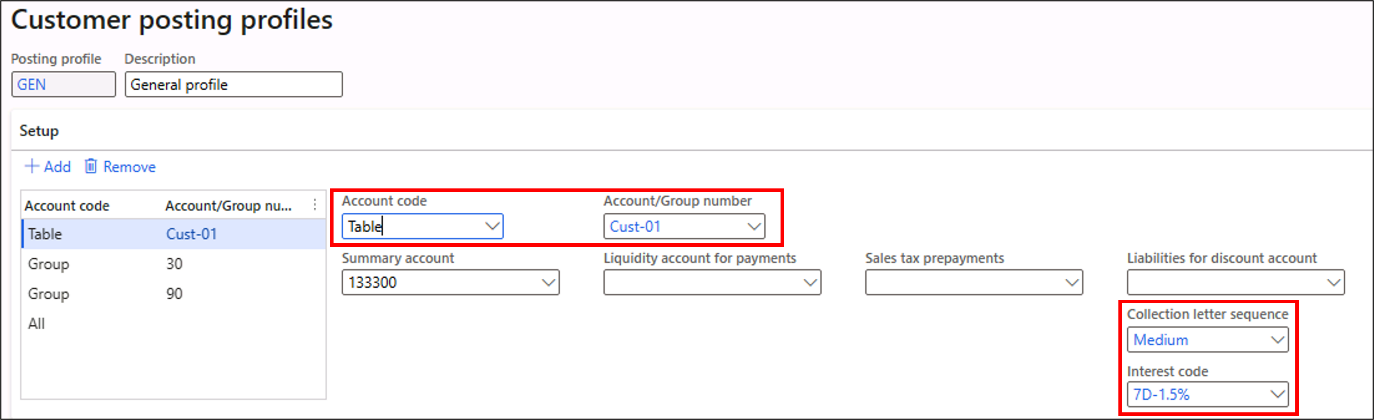 Customer posting profiles
Posting profile Description
GEN General profile
Setup
Add Remove
Account code Account/Group nu...
Table Cust-01
Group 30
Group 90
All
Account code Account/Group number
Table Cust-01
Summary account Liquidity account for payments Sales tax prepayments Liabilities for discount account
133300
Collection letter sequence
Medium
Interest code
7D-1.5%